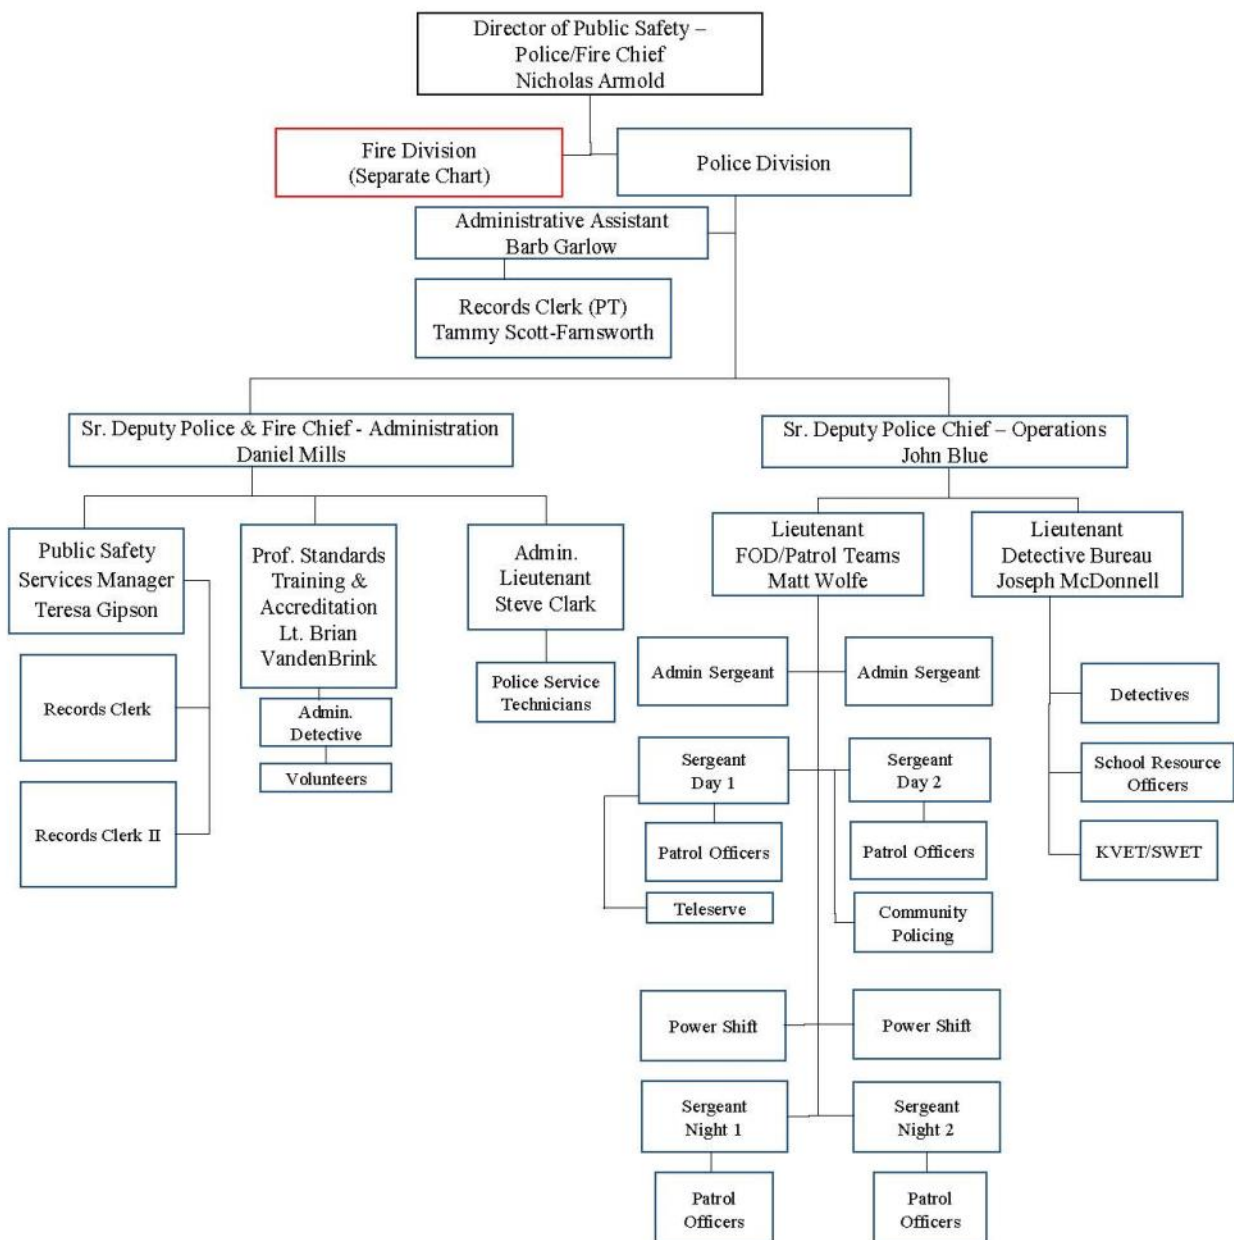 Director of Public Safety –
Police/Fire Chief
Nicholas Armold
Fire Division
(Separate Chart)
Police Division
Administrative Assistant
Barb Garlow
Records Clerk (PT)
Tammy Scott-Farnsworth
Sr. Deputy Police & Fire Chief - Administration
Daniel Mills
Sr. Deputy Police Chief – Operations
John Blue
Public Safety
Services Manager
Teresa Gipson
Records Clerk
Records Clerk II
Prof. Standards
Training &
Accreditation
Lt. Brian
VandenBrink
Admin.
Detective
Volunteers
Admin.
Lieutenant
Steve Clark
Police Service
Technicians
Lieutenant
FOD/Patrol Teams
Matt Wolfe
Admin Sergeant
Admin Sergeant
Sergeant
Day 1
Sergeant
Day 2
Patrol Officers
Patrol Officers
Teleserve
Community
Policing
Power Shift
Power Shift
Sergeant
Night 1
Sergeant
Night 2
Patrol
Officers
Patrol
Officers
Lieutenant
Detective Bureau
Joseph McDonnell
Detectives
School Resource
Officers
KVET/SWET